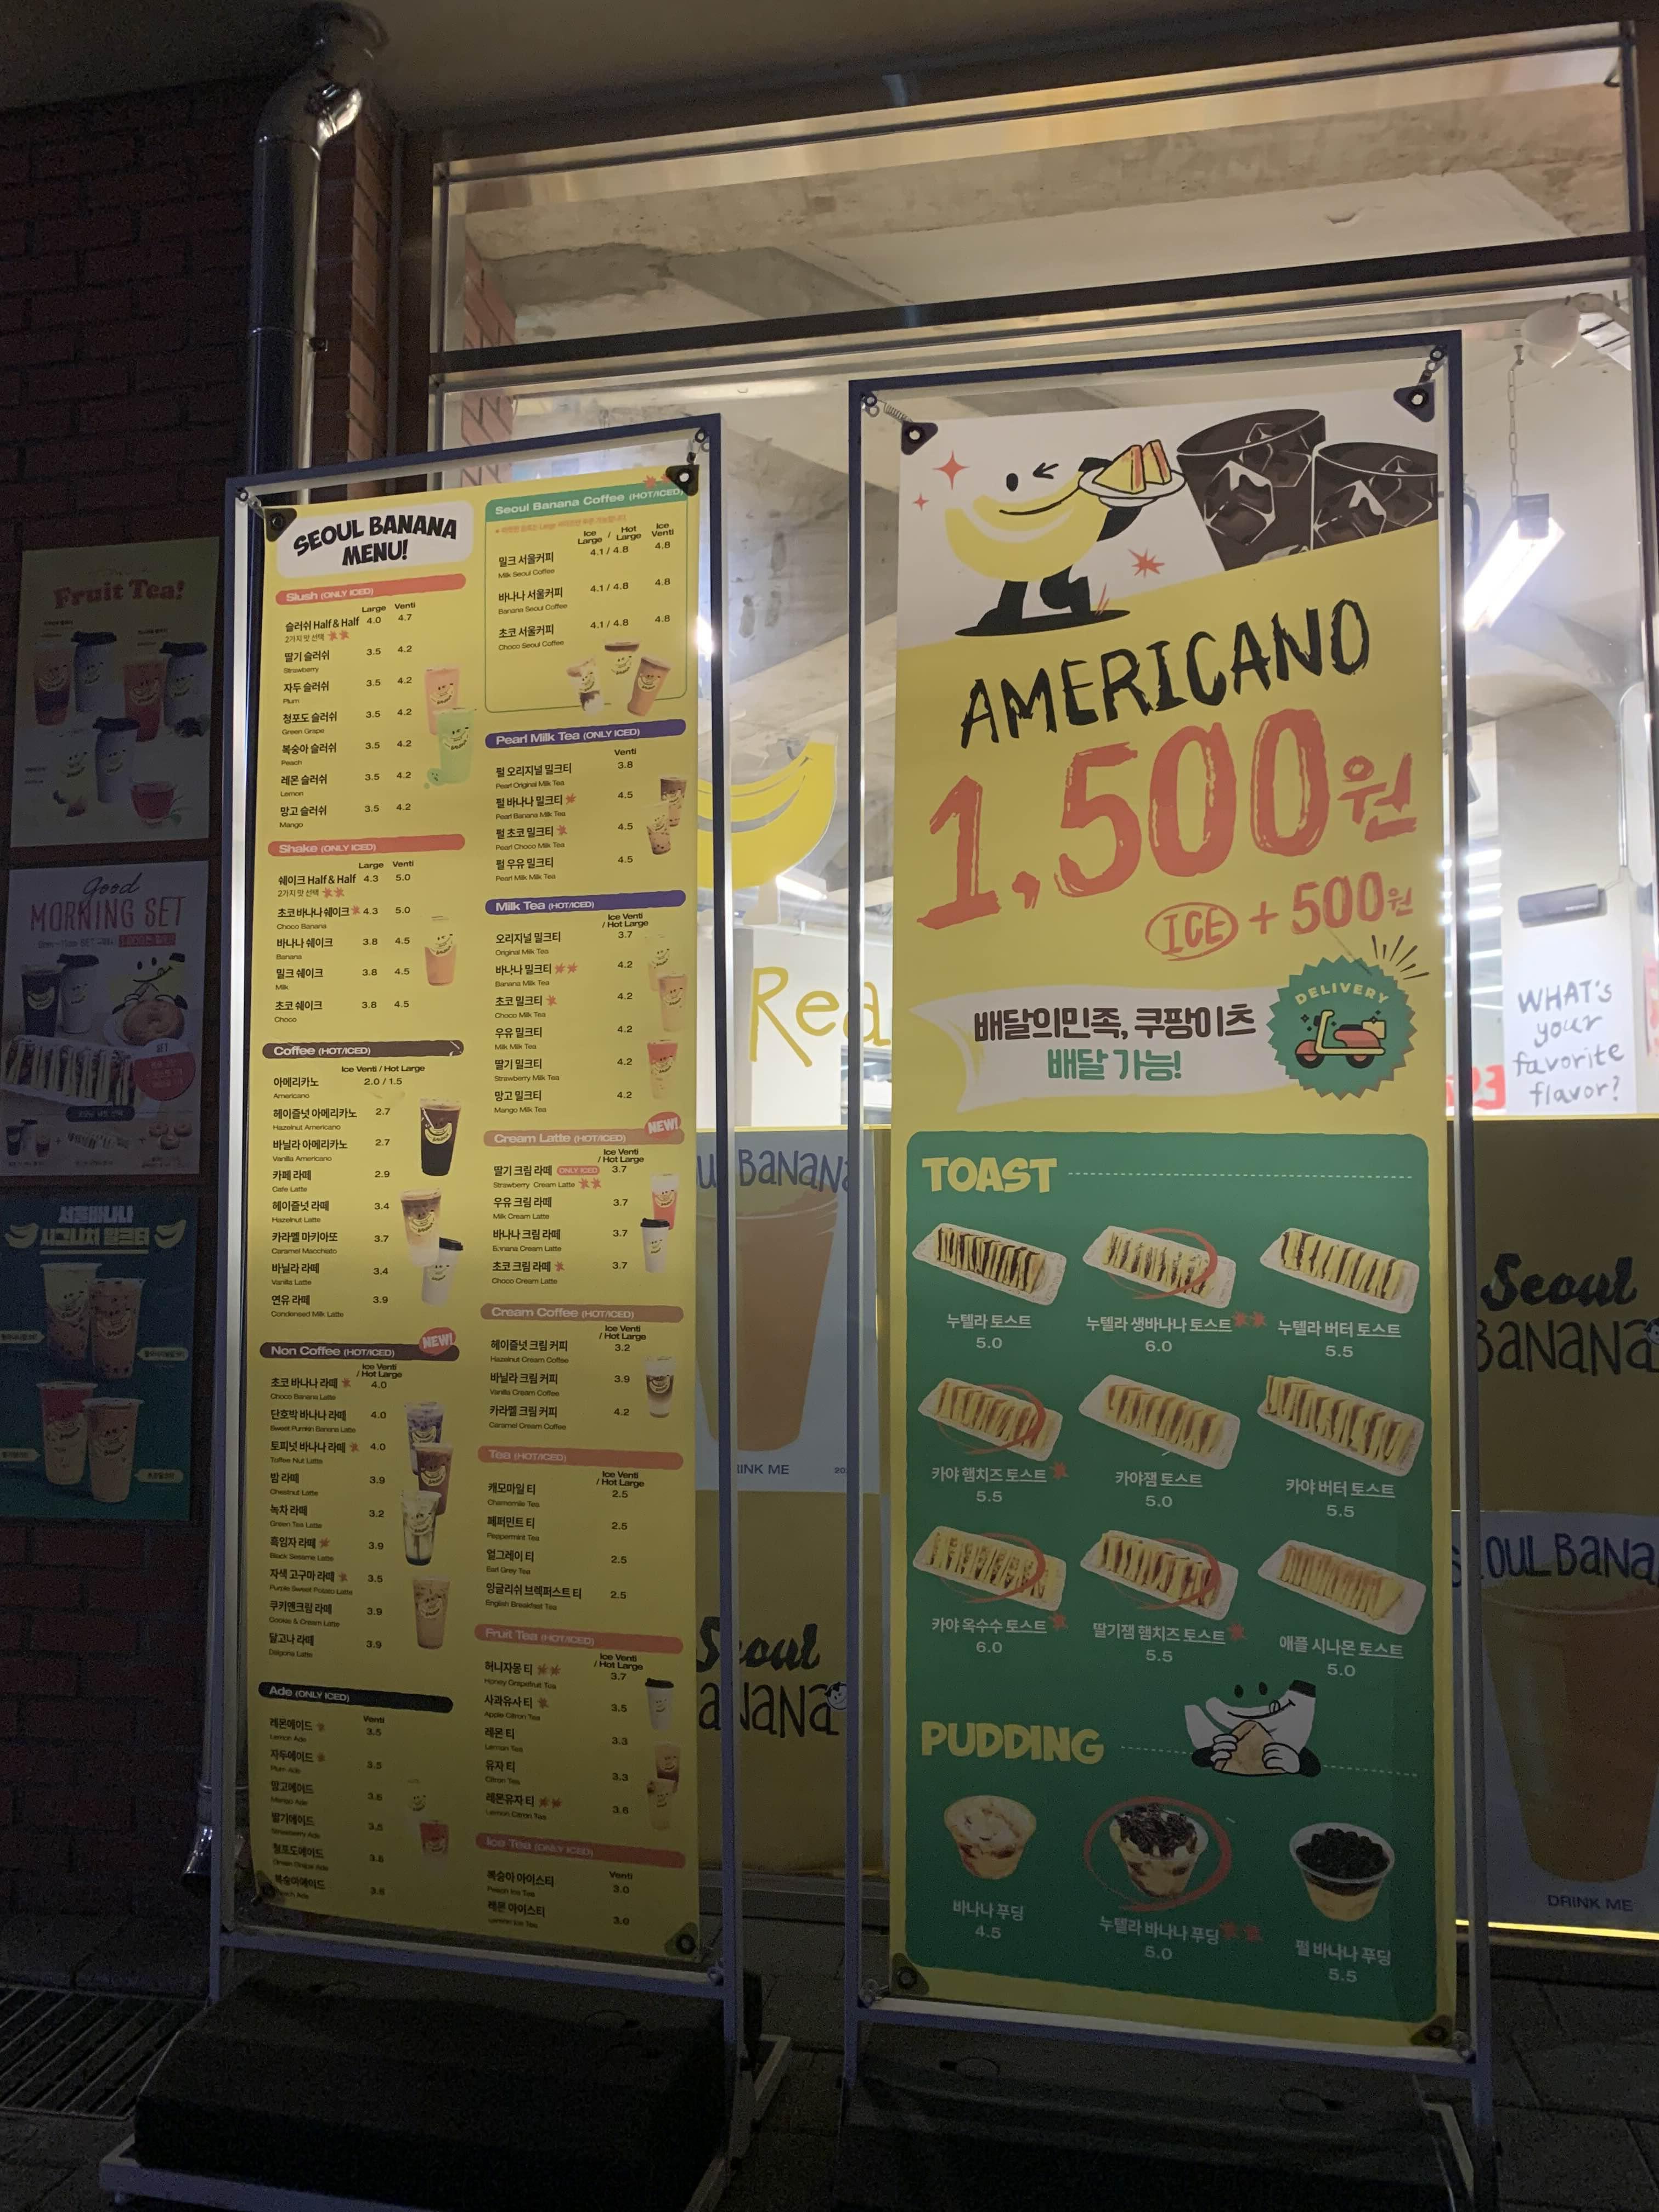 SEOUL BANANA
MENU!
Slush (ONLY ICED)
Large Venti
슬러쉬 Half & Half 4.0 4.7
2가지 맛 선택
딸기 슬러쉬 3.5 4.2
Strawberry
자두 슬러쉬 3.5 4.2
Plum
청포도 슬러쉬 3.5 4.2
Green Grape
복숭아 슬러쉬 3.5 4.2
Peach
레몬 슬러쉬 3.5 4.2
Lemon
망고 슬러쉬 3.5 4.2
Mango
Shake (ONLY ICED)
Large Venti
쉐이크 Half & Half 4.3 5.0
2가지 맛 선택
초코 바나나 쉐이크 4.3 5.0
Choco Banana
바나나 쉐이크 3.8 4.5
Banana
밀크 쉐이크 3.8 4.5
Milk
초코 쉐이크 3.8 4.5
Choco
Coffee (HOT/ICED)
Ice Venti / Hot Large
아메리카노 2.0 / 1.5
Americano
헤이즐넛 아메리카노 2.7
Hazelnut Americano
바닐라 아메리카노 2.7
Vanilla Americano
카페 라떼 2.9
Cafe Latte
헤이즐넛 라떼 3.4
Hazelnut Latte
카라멜 마키아또 3.7
Caramel Macchiato
바닐라 라떼 3.4
Vanilla Latte
연유 라떼 3.9
Condensed Milk Latte
NEW!
Non Coffee (HOT/ICED)
Ice Venti
/ Hot Large
초코 바나나 라떼 4.0
Choco Banana Latte
단호박 바나나 라떼 4.0
Sweet Pumkin Banana Latte
토피넛 바나나 라떼 4.0
Toffee Nut Latte
밤 라떼 3.9
Chestnut Latte
녹차 라떼 3.2
Green Tea Latte
흑임자 라떼 3.9
Black Sesame Latte
자색 고구마 라떼 3.5
Purple Sweet Potato Latte
쿠키앤크림 라떼 3.9
Cookie & Cream Latte
달고나 라떼 3.9
Dalgona Latte
Ade (ONLY ICED)
Venti
레몬에이드 3.5
Lemon Ade
자두에이드 3.5
Plum Ade
망고에이드
Mango Ade
딸기에이드
Strawberry Ade
청포도에이드
Green Grape Ade
복숭아에이드
Seoul Banana Coffee (HOT/ICED)
Ice Large / Hot Large Ice Venti
밀크 서울커피 4.1 / 4.8 4.8
Milk Seoul Coffee
바나나 서울커피 4.1 / 4.8 4.8
Banana Seoul Coffee
초코 서울커피 4.1 / 4.8 4.8
Choco Seoul Coffee
Pearl Milk Tea (ONLY ICED)
Venti
펄 오리지널 밀크티 3.8
Pearl Original Milk Tea
펄 바나나 밀크티 4.5
Pearl Banana Milk Tea
펄 초코 밀크티 4.5
Pearl Choco Milk Tea
펄 우유 밀크티 4.5
Pearl Milk Milk Tea
Milk Tea (HOT/ICED)
Ice Venti
/ Hot Large
오리지널 밀크티 3.7
Original Milk Tea
바나나 밀크티 4.2
Banana Milk Tea
초코 밀크티 4.2
Choco Milk Tea
우유 밀크티 4.2
Milk Milk Tea
딸기 밀크티 4.2
Strawberry Milk Tea
망고 밀크티 4.2
Mango Milk Tea
NEW!
Cream Latte (HOT/ICED)
Ice Venti
/ Hot Large
딸기 크림 라떼 ONLY ICED 3.7
Strawberry Cream Latte
우유 크림 라떼 3.7
Milk Cream Latte
바나나 크림 라떼 3.7
Banana Cream Latte
초코 크림 라떼 3.7
Choco Cream Latte
Cream Coffee (HOT/ICED)
Ice Venti
/ Hot Large
헤이즐넛 크림 커피 3.2
Hazelnut Cream Coffee
바닐라 크림 커피 3.9
Vanilla Cream Coffee
카라멜 크림 커피 4.2
Caramel Cream Coffee
Tea (HOT/ICED)
Ice Venti
/ Hot Large
캐모마일 티 2.5
Chamomile Tea
페퍼민트 티 2.5
Peppermint Tea
얼그레이 티 2.5
Earl Grey Tea
잉글리쉬 브렉퍼스트 티 2.5
English Breakfast Tea
Fruit Tea (HOT/ICED)
Ice Venti
/ Hot Large
허니자몽 티 3.7
Honey Grapefruit Tea
사과유자 티 3.5
Apple Citron Tea
레몬 티 3.3
Lemon Tea
유자 티 3.3
Citron Tea
레몬유자 티 3.6
Lemon Citron Tea
Ice Tea (ONLY ICED)
Venti
복숭아 아이스티 3.0
Peach Ice Tea
레몬 아이스티 3.0
Lemon Ice Tea
AMERICANO
1,500원
ICE + 500원
배달의민족, 쿠팡이츠
배달 가능!
DELIVERY
TOAST
누텔라 토스트 누텔라 생바나나 토스트 누텔라 버터 토스트
5.0 6.0 5.5
카야 햄치즈 토스트 카야잼 토스트 카야 버터 토스트
5.5 5.0 5.5
카야 옥수수 토스트 딸기잼 햄치즈 토스트 애플 시나몬 토스트
6.0 5.5 5.0
PUDDING
바나나 푸딩 누텔라 바나나 푸딩 펄 바나나 푸딩
4.5 5.0 5.5
Fruit Tea!
Good
MORNING SET
SET
서울바나나
시그니처 밀크티
Rea
BANANA
INK ME
Seoul
BANANA
WHAT's
your
favorite
flavor?
Seoul
BANANA
OUL BANA
DRINK ME